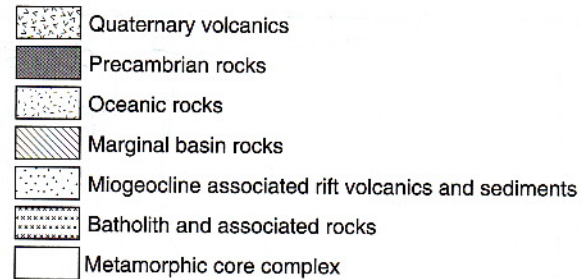 Quaternary volcanics
Precambrian rocks
Oceanic rocks
Marginal basin rocks
Miogeocline associated rift volcanics and sediments
Batholith and associated rocks
Metamorphic core complex